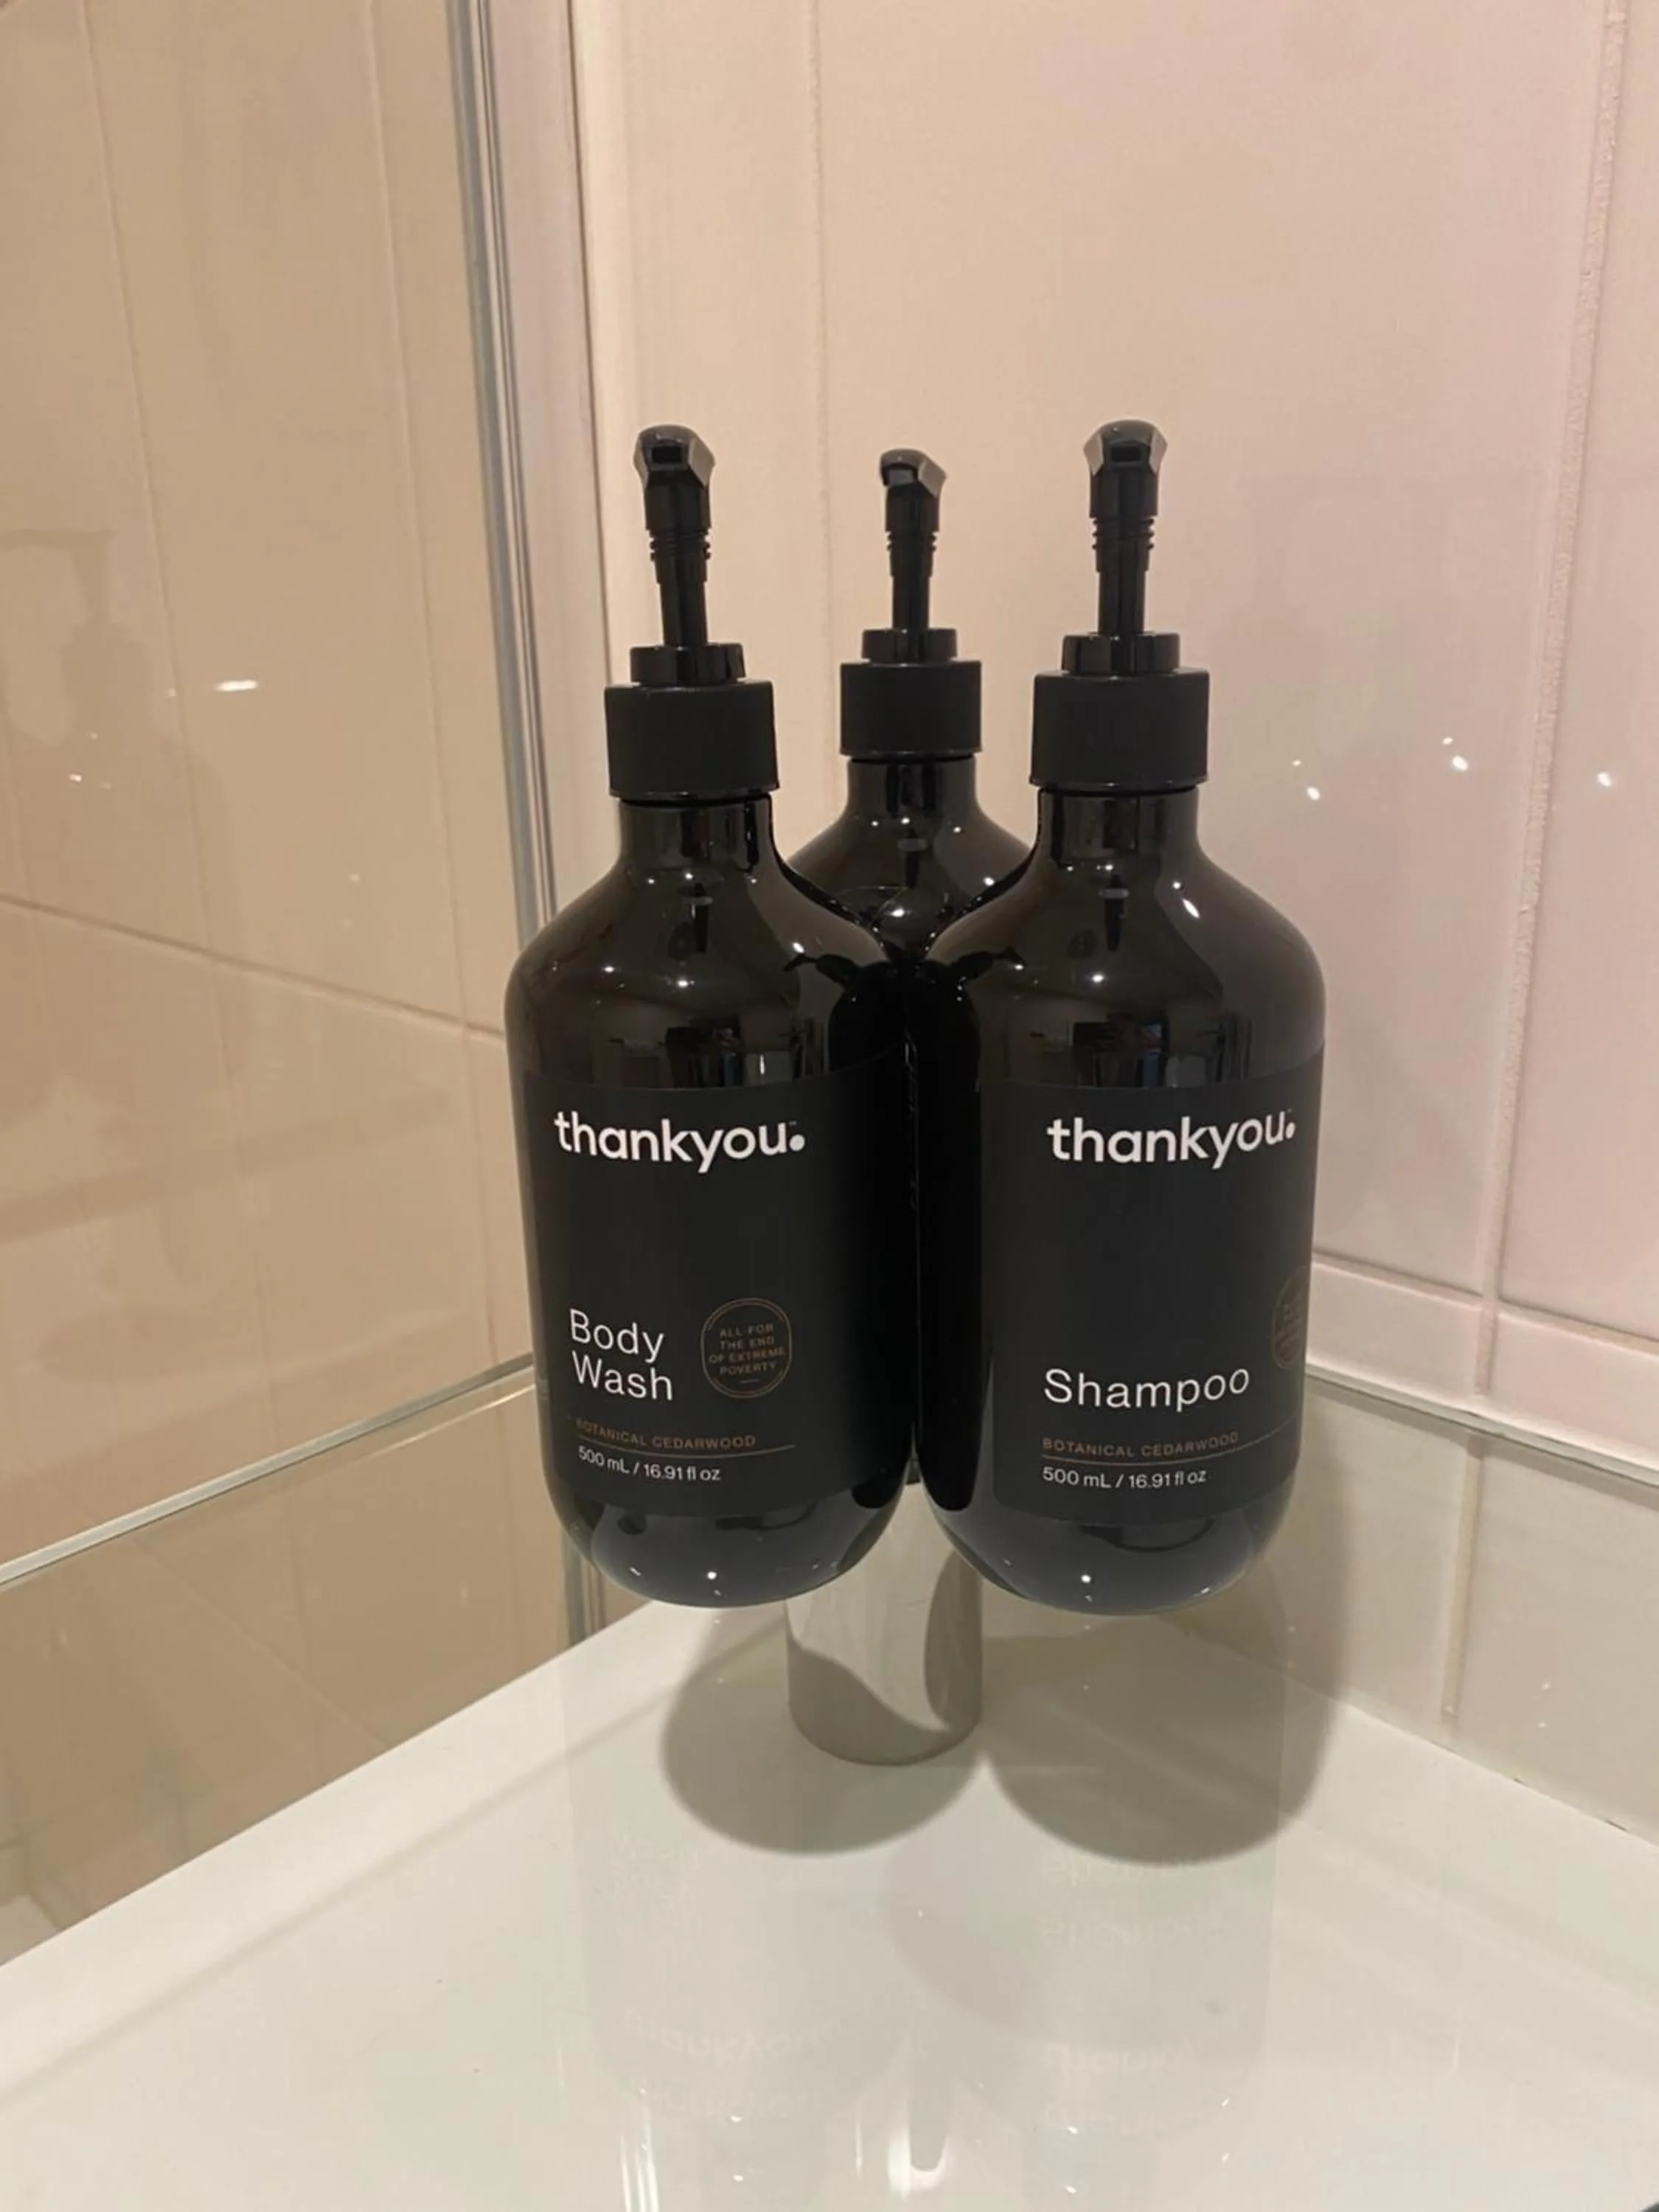 thankyou.
Body
Wash
ALL FOR
THE END
OF EXTREME
POVERTY
BOTANICAL CEDARWOOD
500 mL / 16.91 fl oz
thankyou.
Shampoo
BOTANICAL CEDARWOOD
500 mL / 16.91 fl oz